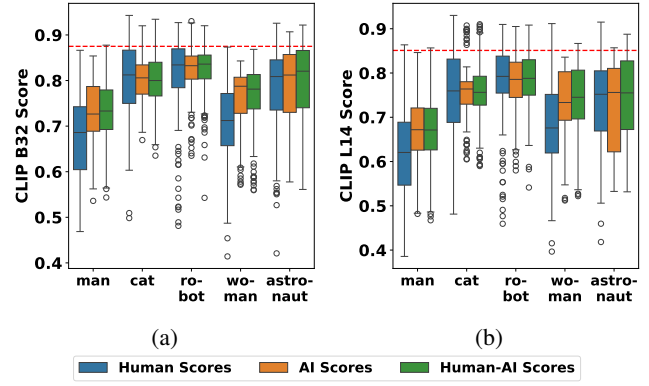 CLIP B32 Score
0.9
0.8
0.7
0.6
0.5
0.4
man cat ro- wo- astro-
bot man naut
(a)
CLIP L14 Score
0.9
0.8
0.7
0.6
0.5
0.4
man cat ro- wo- astro-
bot man naut
(b)
Human Scores AI Scores Human-AI Scores